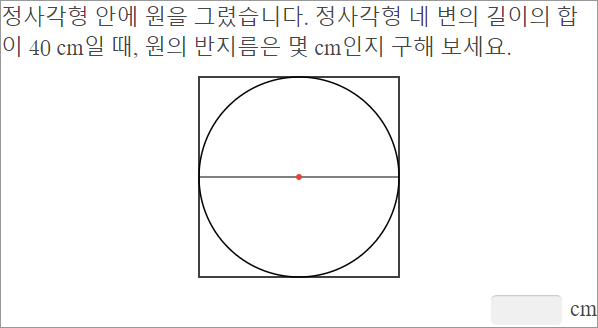 정사각형 안에 원을 그렸습니다. 정사각형 네 변의 길이의 합
이 40 cm일 때, 원의 반지름은 몇 cm인지 구해 보세요.
cm